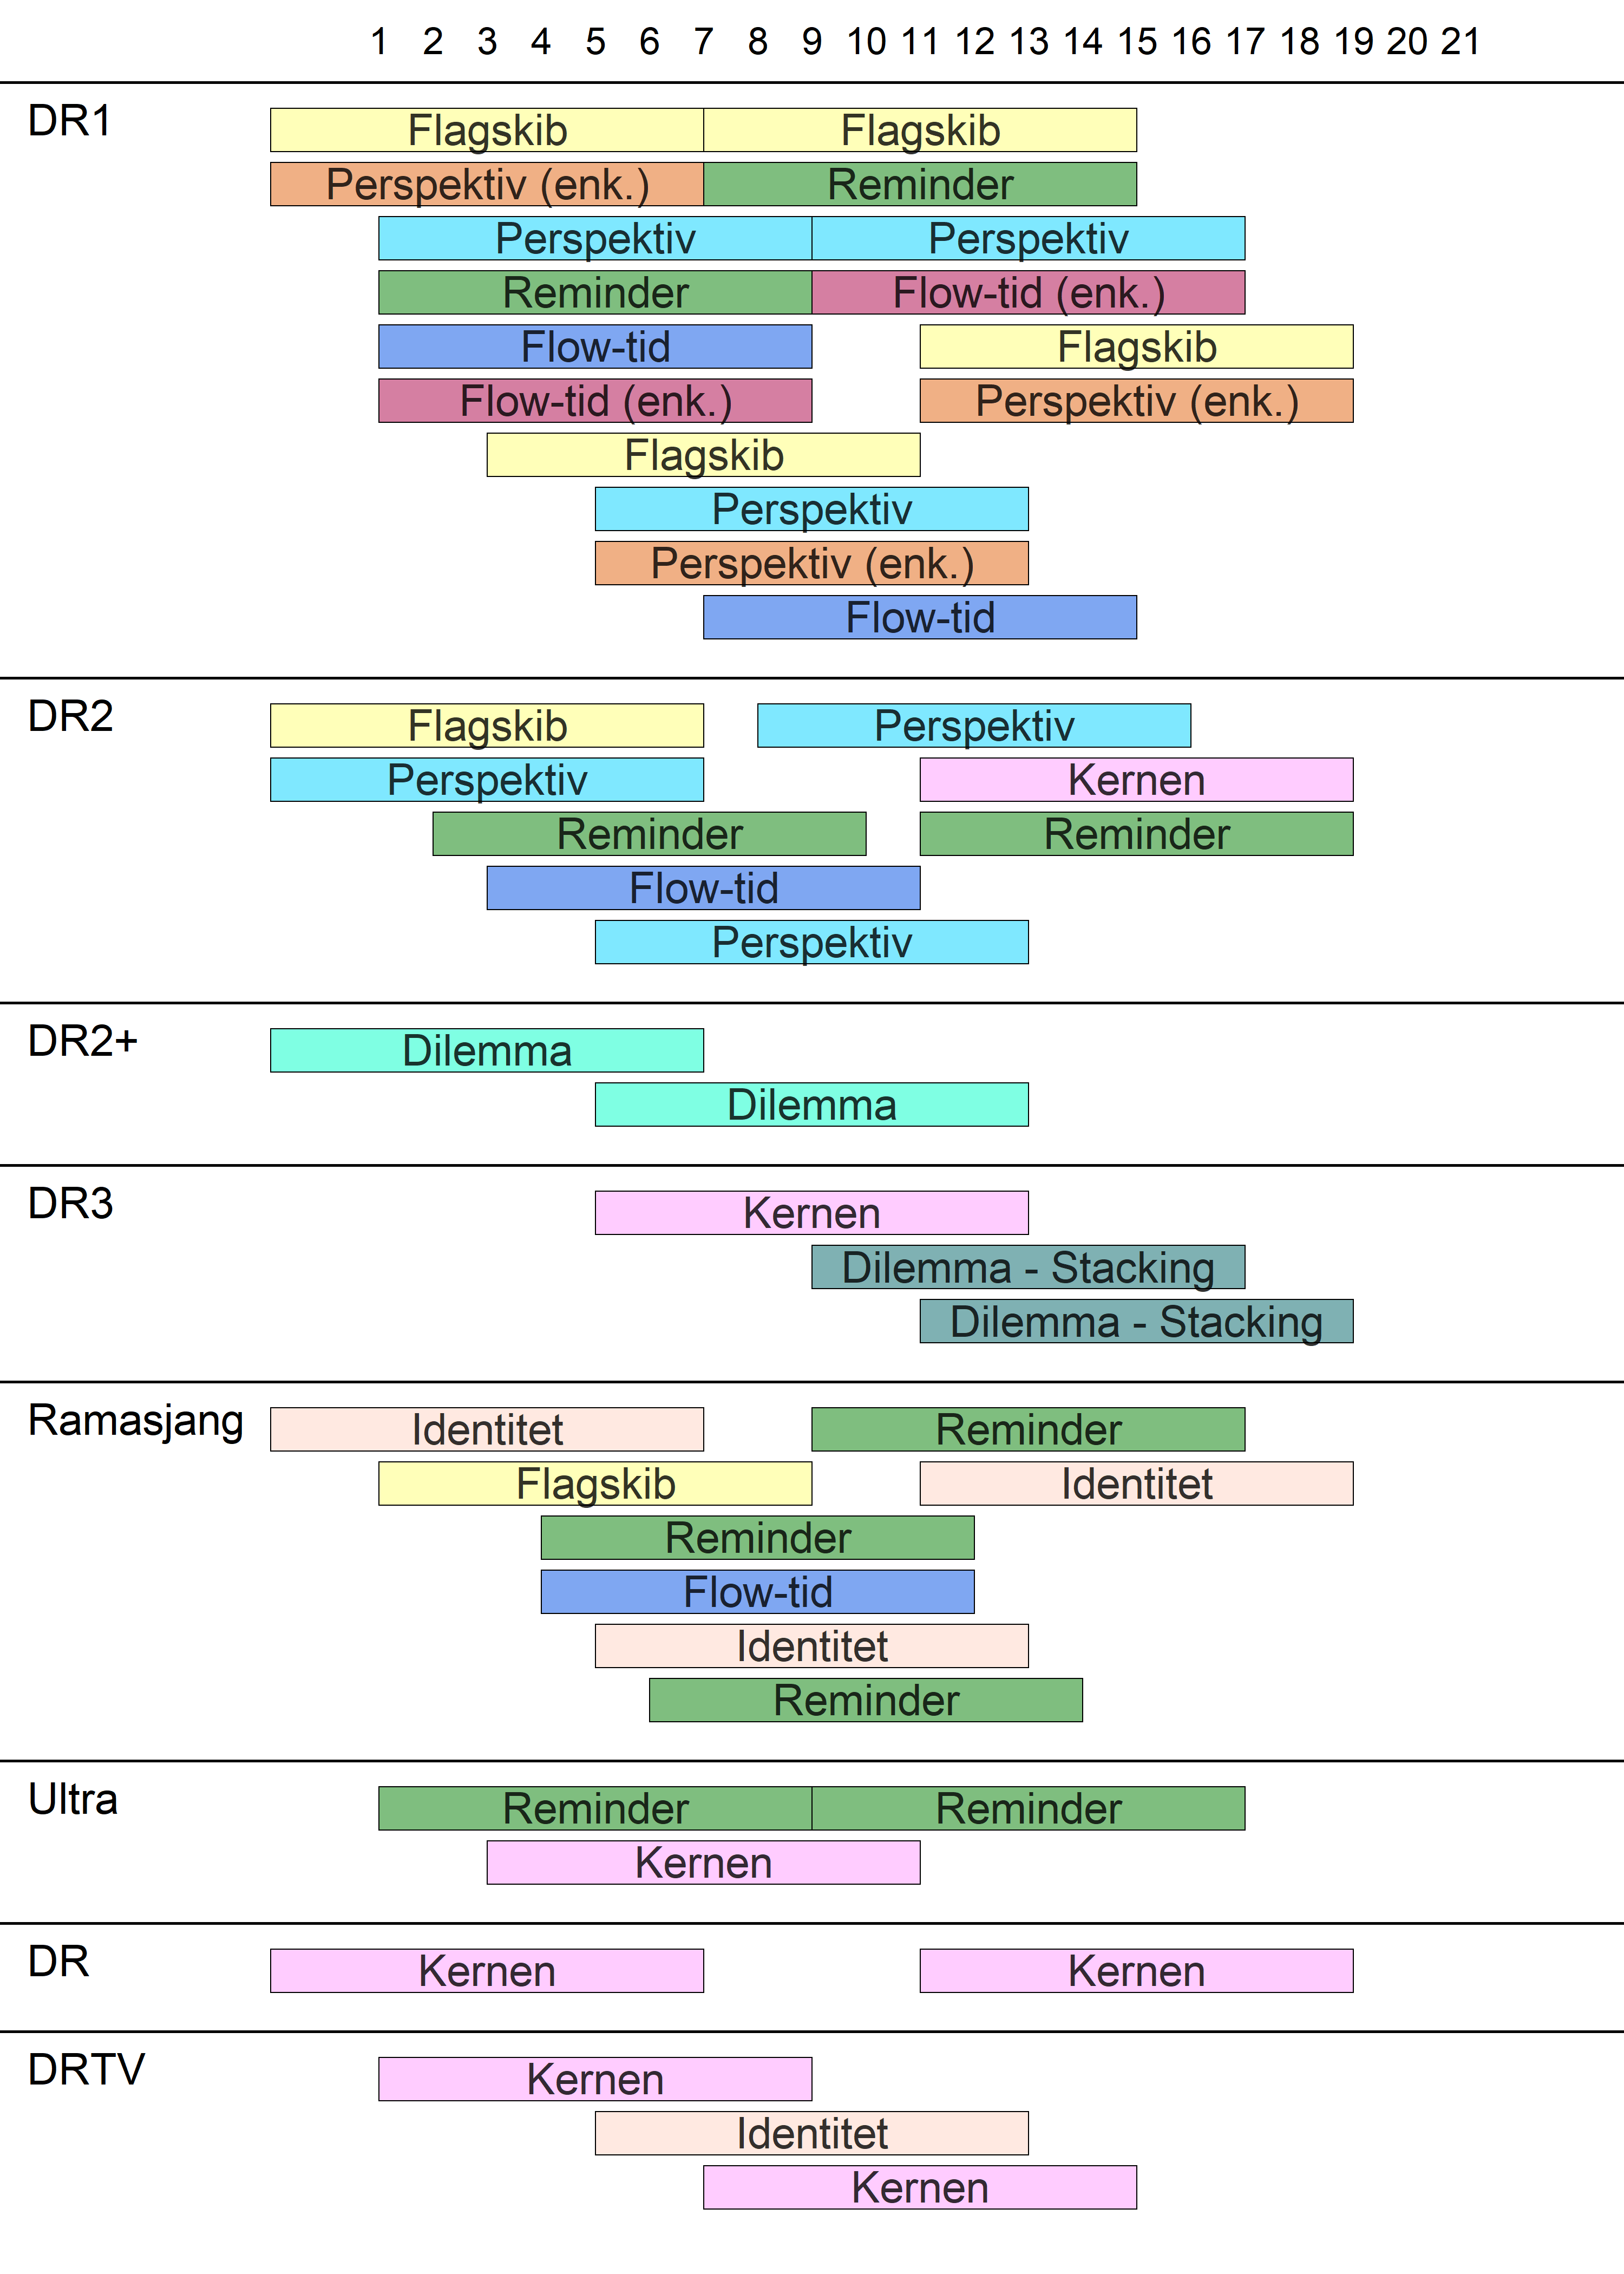 1 2 3 4 5 6 7 8 9 10 11 12 13 14 15 16 17 18 19 20 21
DR1
Flagskib Flagskib
Perspektiv (enk.) Reminder
Perspektiv Perspektiv
Reminder Flow-tid (enk.)
Flow-tid Flagskib
Flow-tid (enk.) Perspektiv (enk.)
Flagskib
Perspektiv
Perspektiv (enk.)
Flow-tid
DR2
Flagskib Perspektiv
Perspektiv Kernen
Reminder Reminder
Flow-tid
Perspektiv
DR2+
Dilemma
Dilemma
DR3
Kernen
Dilemma - Stacking
Dilemma - Stacking
Ramasjang
Identitet Reminder
Flagskib Identitet
Reminder
Flow-tid
Identitet
Reminder
Ultra
Reminder Reminder
Kernen
DR
Kernen Kernen
DRTV
Kernen
Identitet
Kernen